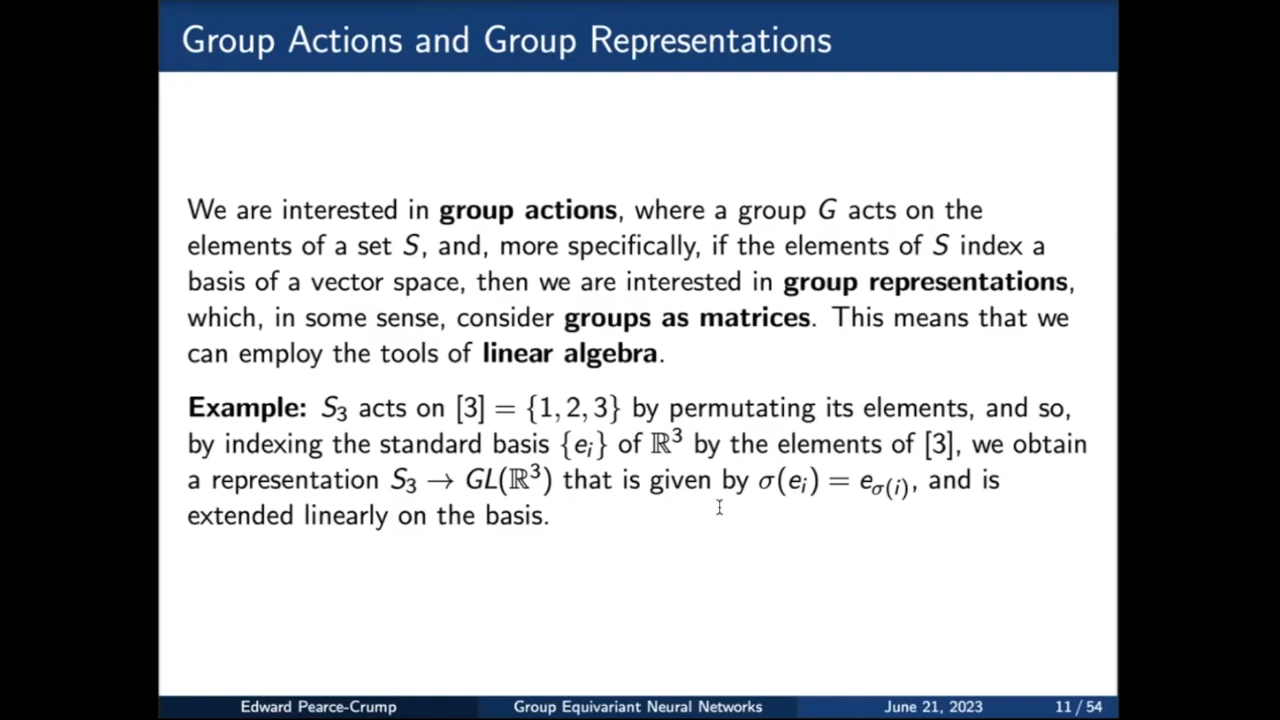 Group Actions and Group Representations
We are interested in group actions, where a group G acts on the
elements of a set S, and, more specifically, if the elements of S index a
basis of a vector space, then we are interested in group representations,
which, in some sense, consider groups as matrices. This means that we
can employ the tools of linear algebra.
Example: S₃ acts on [3] = {1, 2, 3} by permutating its elements, and so,
by indexing the standard basis {eᵢ} of ℝ³ by the elements of [3], we obtain
a representation S₃ → GL(ℝ³) that is given by σ(eᵢ) = e_σ(i), and is
extended linearly on the basis.
Edward Pearce-Crump Group Equivariant Neural Networks June 21, 2023 11 / 54